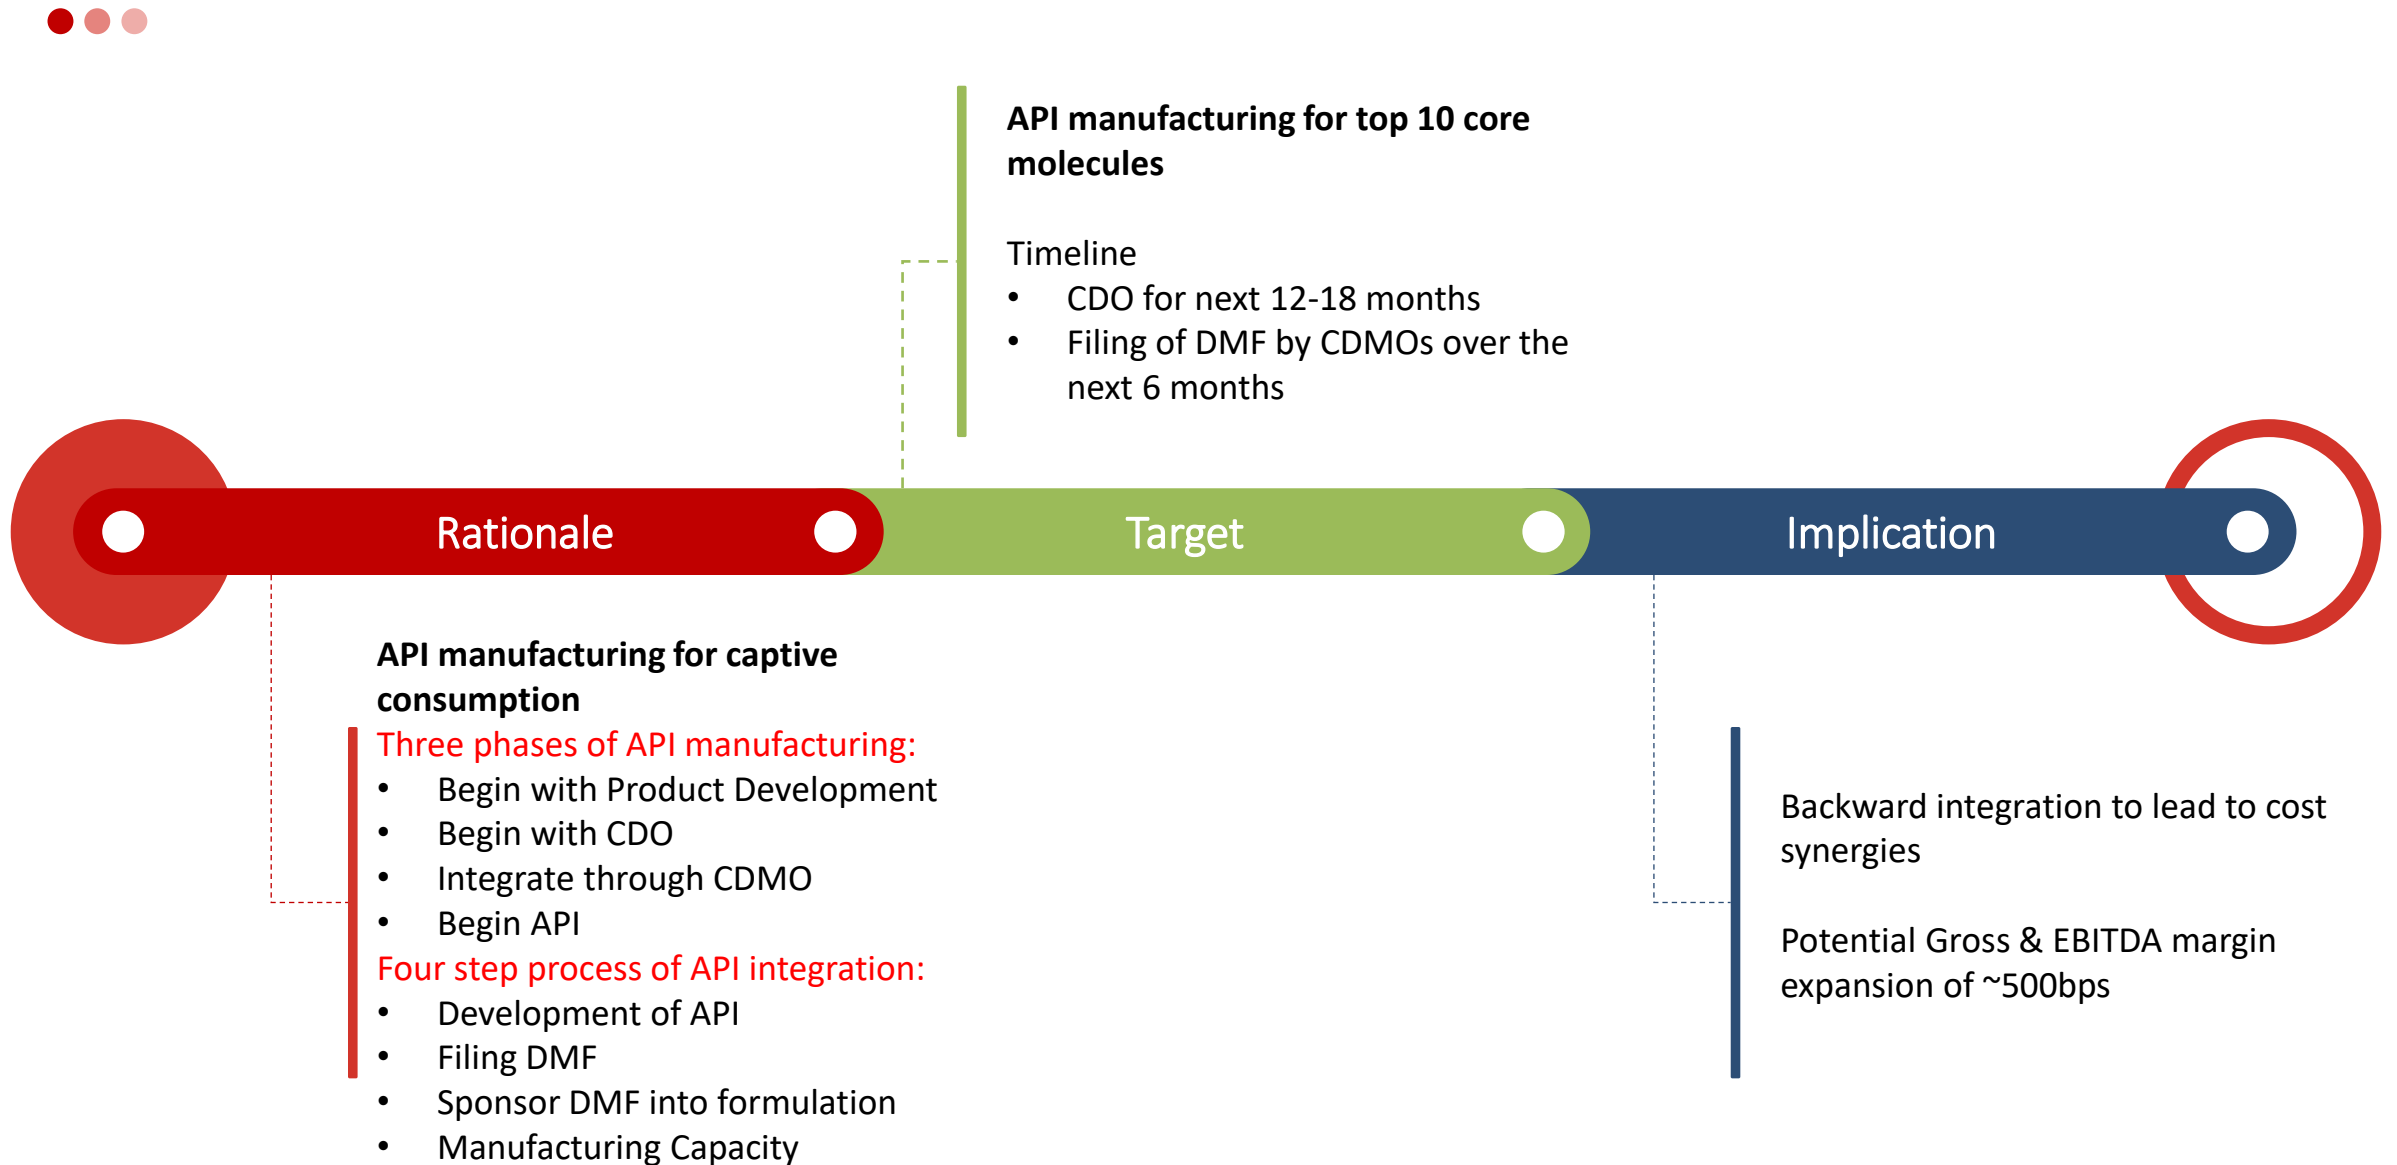 API manufacturing for top 10 core
molecules
Timeline
• CDO for next 12-18 months
• Filing of DMF by CDMOs over the
next 6 months
Rationale
Target
Implication
API manufacturing for captive
consumption
Three phases of API manufacturing:
• Begin with Product Development
• Begin with CDO
• Integrate through CDMO
• Begin API
Four step process of API integration:
• Development of API
• Filing DMF
• Sponsor DMF into formulation
• Manufacturing Capacity
Backward integration to lead to cost
synergies
Potential Gross & EBITDA margin
expansion of ~500bps